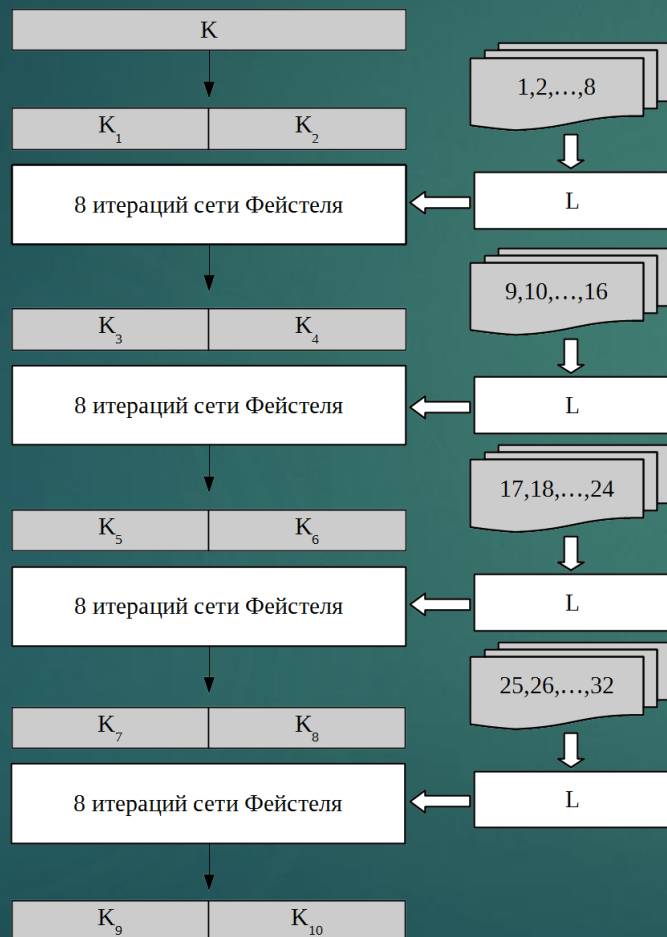 K
1,2,…,8
K₁ K₂
8 итераций сети Фейстеля
L
9,10,…,16
K₃ K₄
8 итераций сети Фейстеля
L
17,18,…,24
K₅ K₆
8 итераций сети Фейстеля
L
25,26,…,32
K₇ K₈
8 итераций сети Фейстеля
L
K₉ K₁₀